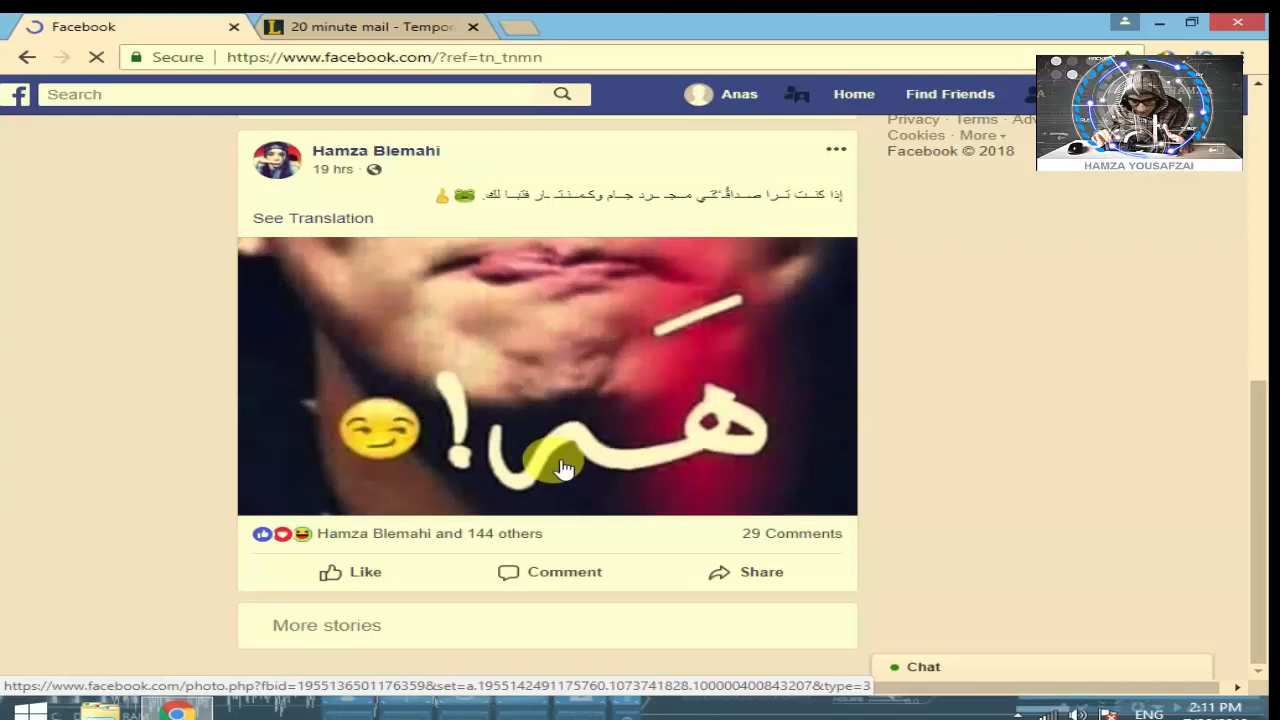 Facebook
20 minute mail - Tempor
Secure
https://www.facebook.com/?ref=tn_tnmn
Search
Anas
Home
Find Friends
HAMZA YOUSAFZAI
Privacy · Terms · Adv
Cookies · More
Facebook © 2018
Hamza Blemahi
19 hrs
See Translation
Hamza Blemahi and 144 others
29 Comments
Like
Comment
Share
More stories
Chat
https://www.facebook.com/photo.php?fbid=1955136501176359&set=a.1955142491175760.1073741828.100000400843207&type=3
ENG
2:11 PM